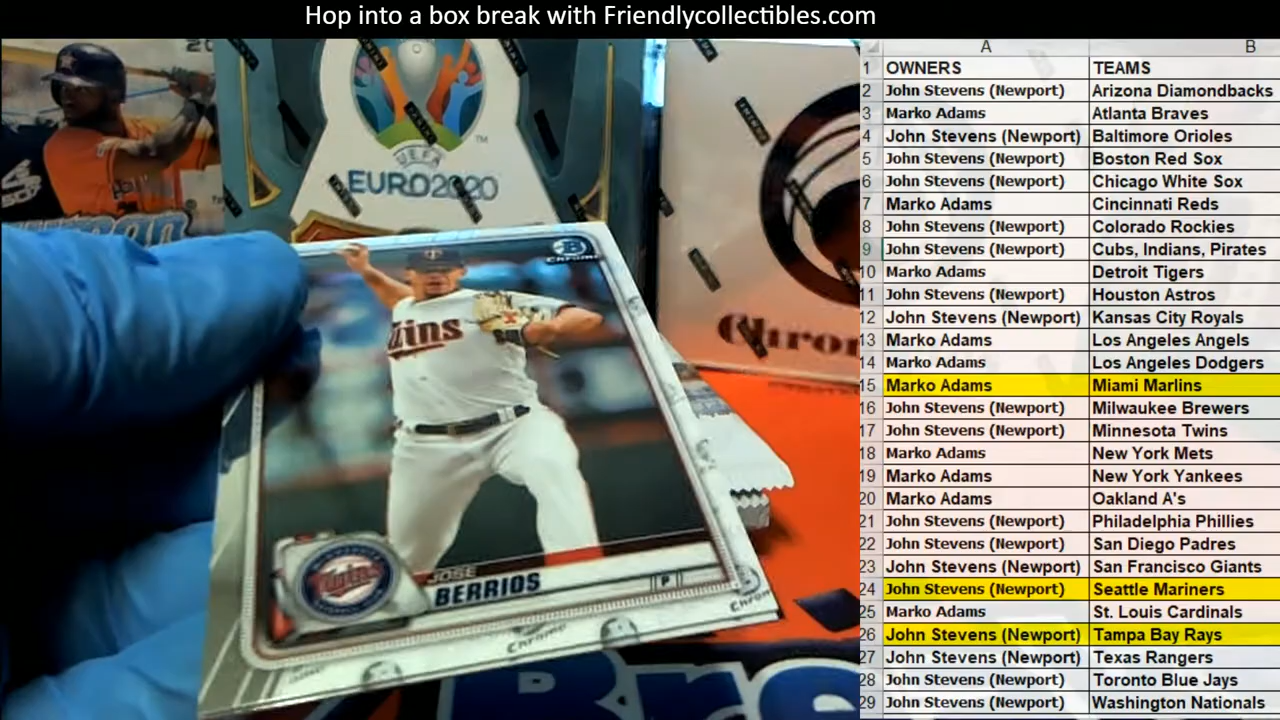 Hop into a box break with Friendlycollectibles.com
A B
1 OWNERS TEAMS
2 John Stevens (Newport) Arizona Diamondbacks
3 Marko Adams Atlanta Braves
4 John Stevens (Newport) Baltimore Orioles
5 John Stevens (Newport) Boston Red Sox
6 John Stevens (Newport) Chicago White Sox
7 Marko Adams Cincinnati Reds
8 John Stevens (Newport) Colorado Rockies
9 John Stevens (Newport) Cubs, Indians, Pirates
10 Marko Adams Detroit Tigers
11 John Stevens (Newport) Houston Astros
12 John Stevens (Newport) Kansas City Royals
13 Marko Adams Los Angeles Angels
14 Marko Adams Los Angeles Dodgers
15 Marko Adams Miami Marlins
16 John Stevens (Newport) Milwaukee Brewers
17 John Stevens (Newport) Minnesota Twins
18 Marko Adams New York Mets
19 Marko Adams New York Yankees
20 Marko Adams Oakland A's
21 John Stevens (Newport) Philadelphia Phillies
22 John Stevens (Newport) San Diego Padres
23 John Stevens (Newport) San Francisco Giants
24 John Stevens (Newport) Seattle Mariners
25 Marko Adams St. Louis Cardinals
26 John Stevens (Newport) Tampa Bay Rays
27 John Stevens (Newport) Texas Rangers
28 John Stevens (Newport) Toronto Blue Jays
29 John Stevens (Newport) Washington Nationals
UEFA
EURO2020
TM
B
Chrome
Twins
JOSE
BERRIOS
P
Chrome
Chrome